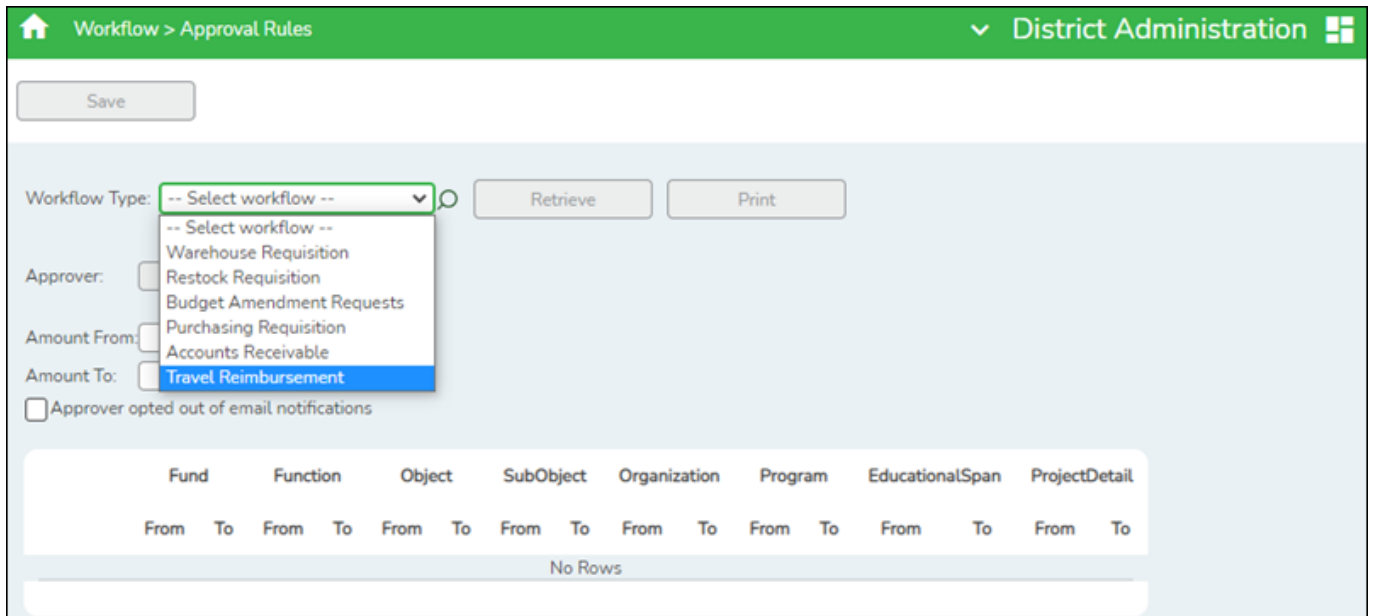 Workflow > Approval Rules
District Administration
Save
Workflow Type:
-- Select workflow --
Retrieve
Print
-- Select workflow --
Warehouse Requisition
Restock Requisition
Budget Amendment Requests
Purchasing Requisition
Accounts Receivable
Travel Reimbursement
Approver:
Amount From:
Amount To:
Approver opted out of email notifications
Fund Function Object SubObject Organization Program EducationalSpan ProjectDetail
From To From To From To From To From To From To From To From To
No Rows